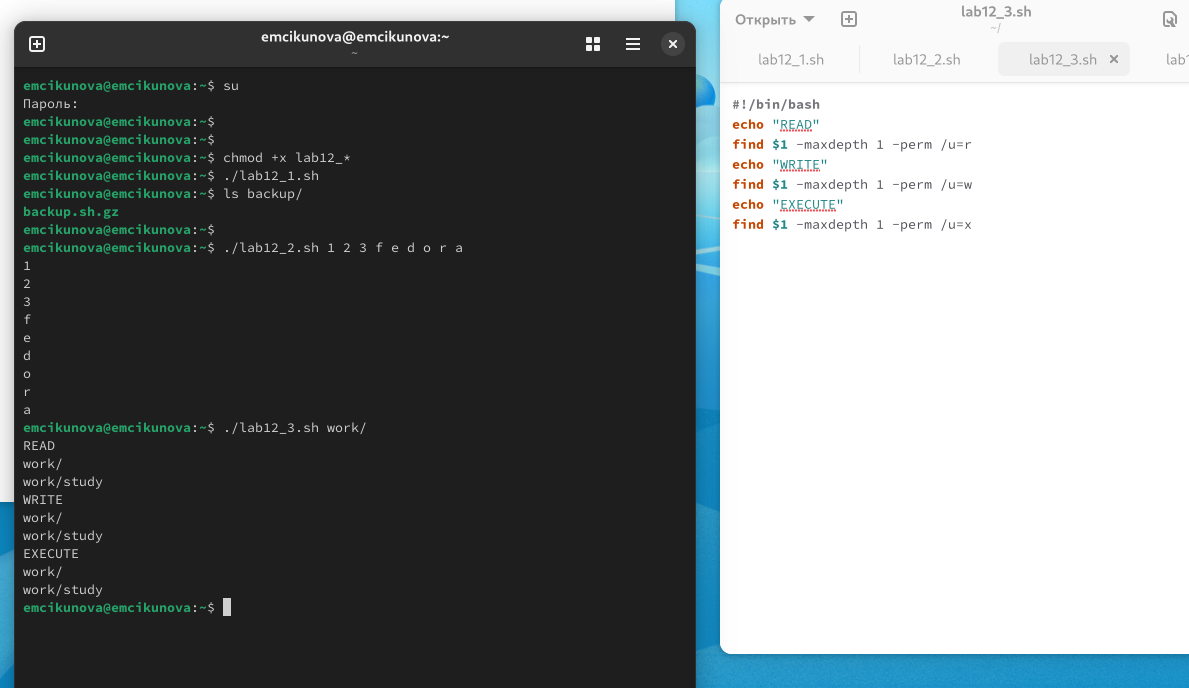 emcikunova@emcikunova:~
~
emcikunova@emcikunova:~$ su
Пароль:
emcikunova@emcikunova:~$
emcikunova@emcikunova:~$
emcikunova@emcikunova:~$ chmod +x lab12_*
emcikunova@emcikunova:~$ ./lab12_1.sh
emcikunova@emcikunova:~$ ls backup/
backup.sh.gz
emcikunova@emcikunova:~$
emcikunova@emcikunova:~$ ./lab12_2.sh 1 2 3 f e d o r a
1
2
3
f
e
d
o
r
a
emcikunova@emcikunova:~$ ./lab12_3.sh work/
READ
work/
work/study
WRITE
work/
work/study
EXECUTE
work/
work/study
emcikunova@emcikunova:~$
Открыть
lab12_3.sh
~/
lab12_1.sh
lab12_2.sh
lab12_3.sh
lab1
#!/bin/bash
echo "READ"
find $1 -maxdepth 1 -perm /u=r
echo "WRITE"
find $1 -maxdepth 1 -perm /u=w
echo "EXECUTE"
find $1 -maxdepth 1 -perm /u=x